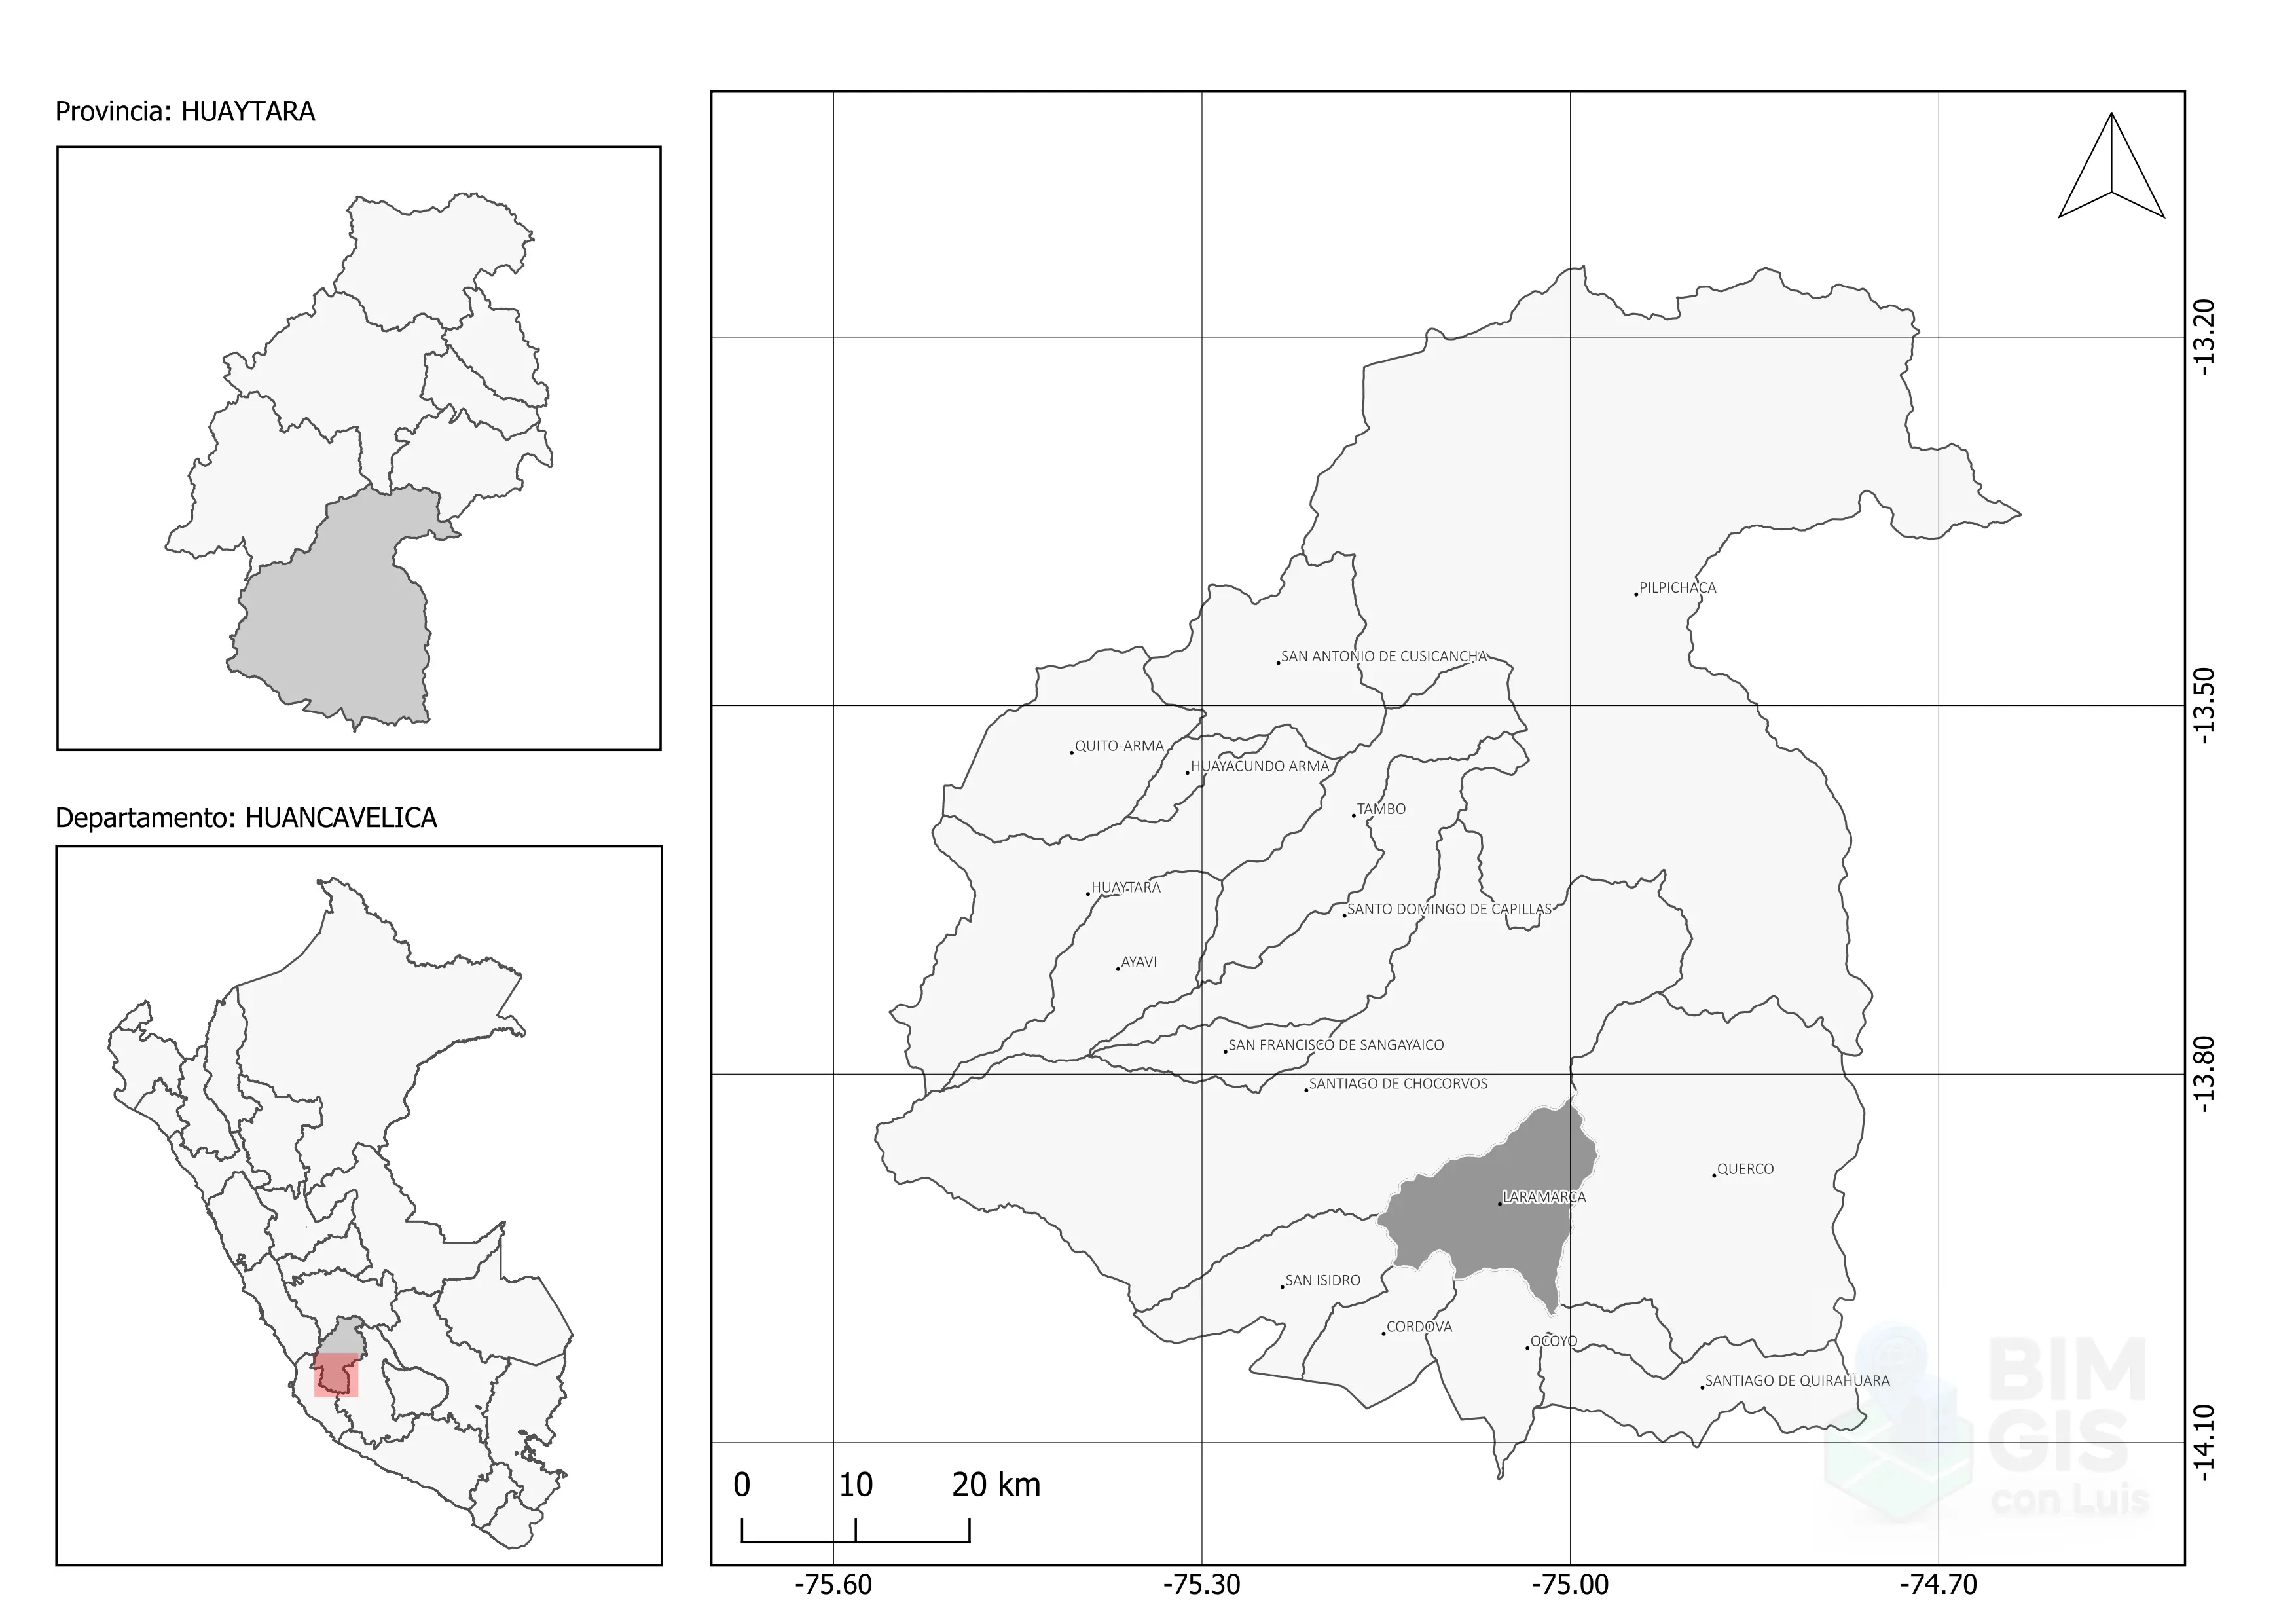 Provincia: HUAYTARA
Departamento: HUANCAVELICA
PILPICHACA
SAN ANTONIO DE CUSICANCHA
QUITO-ARMA
HUAYACUNDO ARMA
TAMBO
HUAYTARA
SANTO DOMINGO DE CAPILLAS
AYAVI
SAN FRANCISCO DE SANGAYAICO
SANTIAGO DE CHOCORVOS
QUERCO
LARAMARCA
SAN ISIDRO
CORDOVA
OCOYO
SANTIAGO DE QUIRAHUARA
-13.20
-13.50
-13.80
-14.10
0 10 20 km
-75.60 -75.30 -75.00 -74.70
BIM
GIS
con Luis